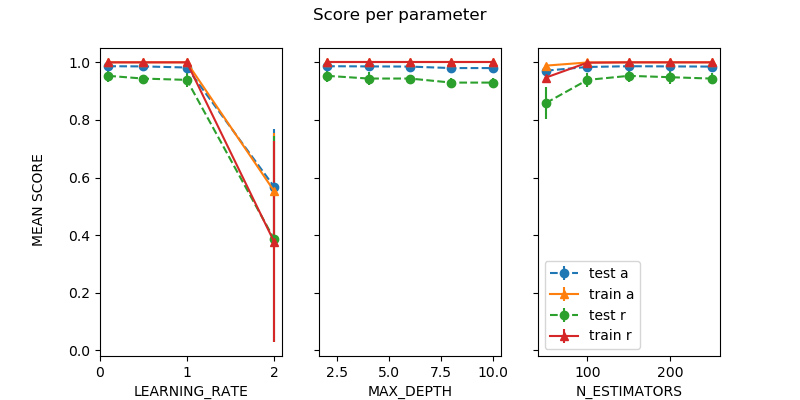 Score per parameter
MEAN SCORE
1.0
0.8
0.6
0.4
0.2
0.0
0 1 2
LEARNING_RATE
2.5 5.0 7.5 10.0
MAX_DEPTH
100 200
N_ESTIMATORS
test a
train a
test r
train r